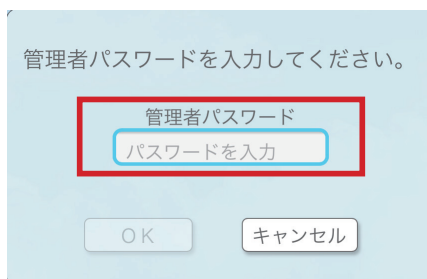 管理者パスワードを入力してください。
管理者パスワード
パスワードを入力
OK
キャンセル